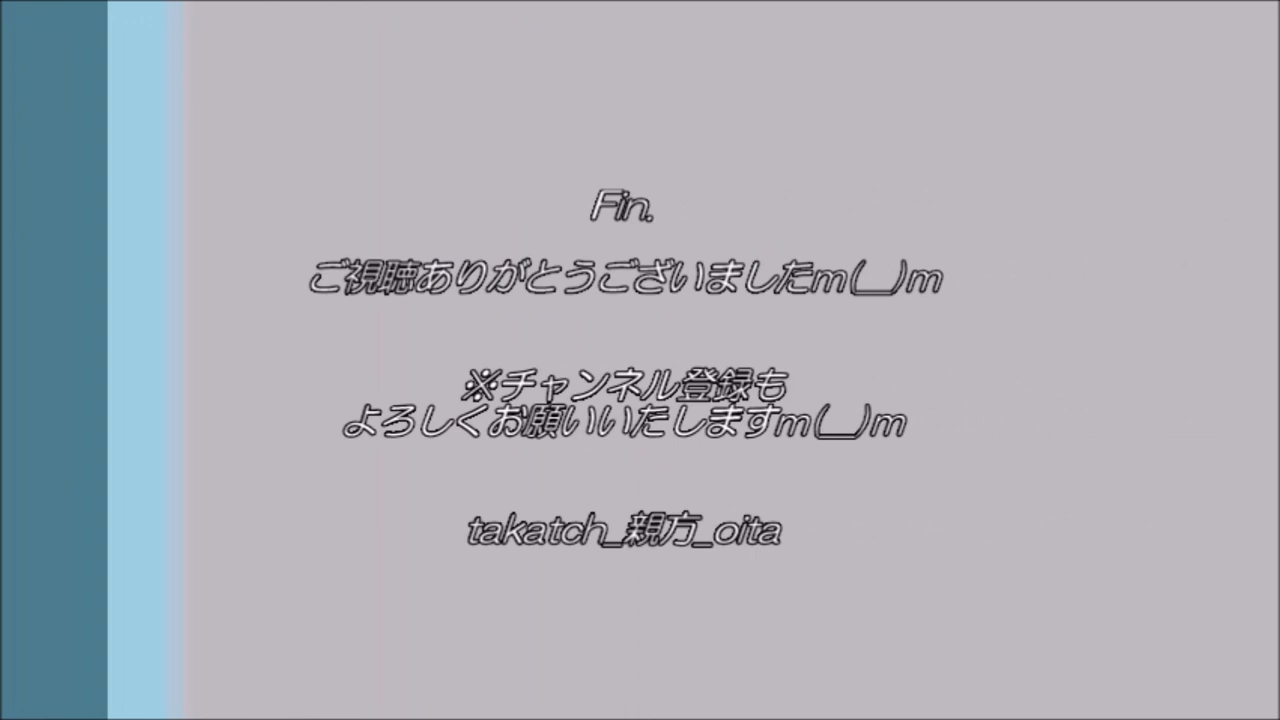 Fin.
ご視聴ありがとうございましたm(__)m
※チャンネル登録も
よろしくお願いいたしますm(__)m
takatch_親方_oita